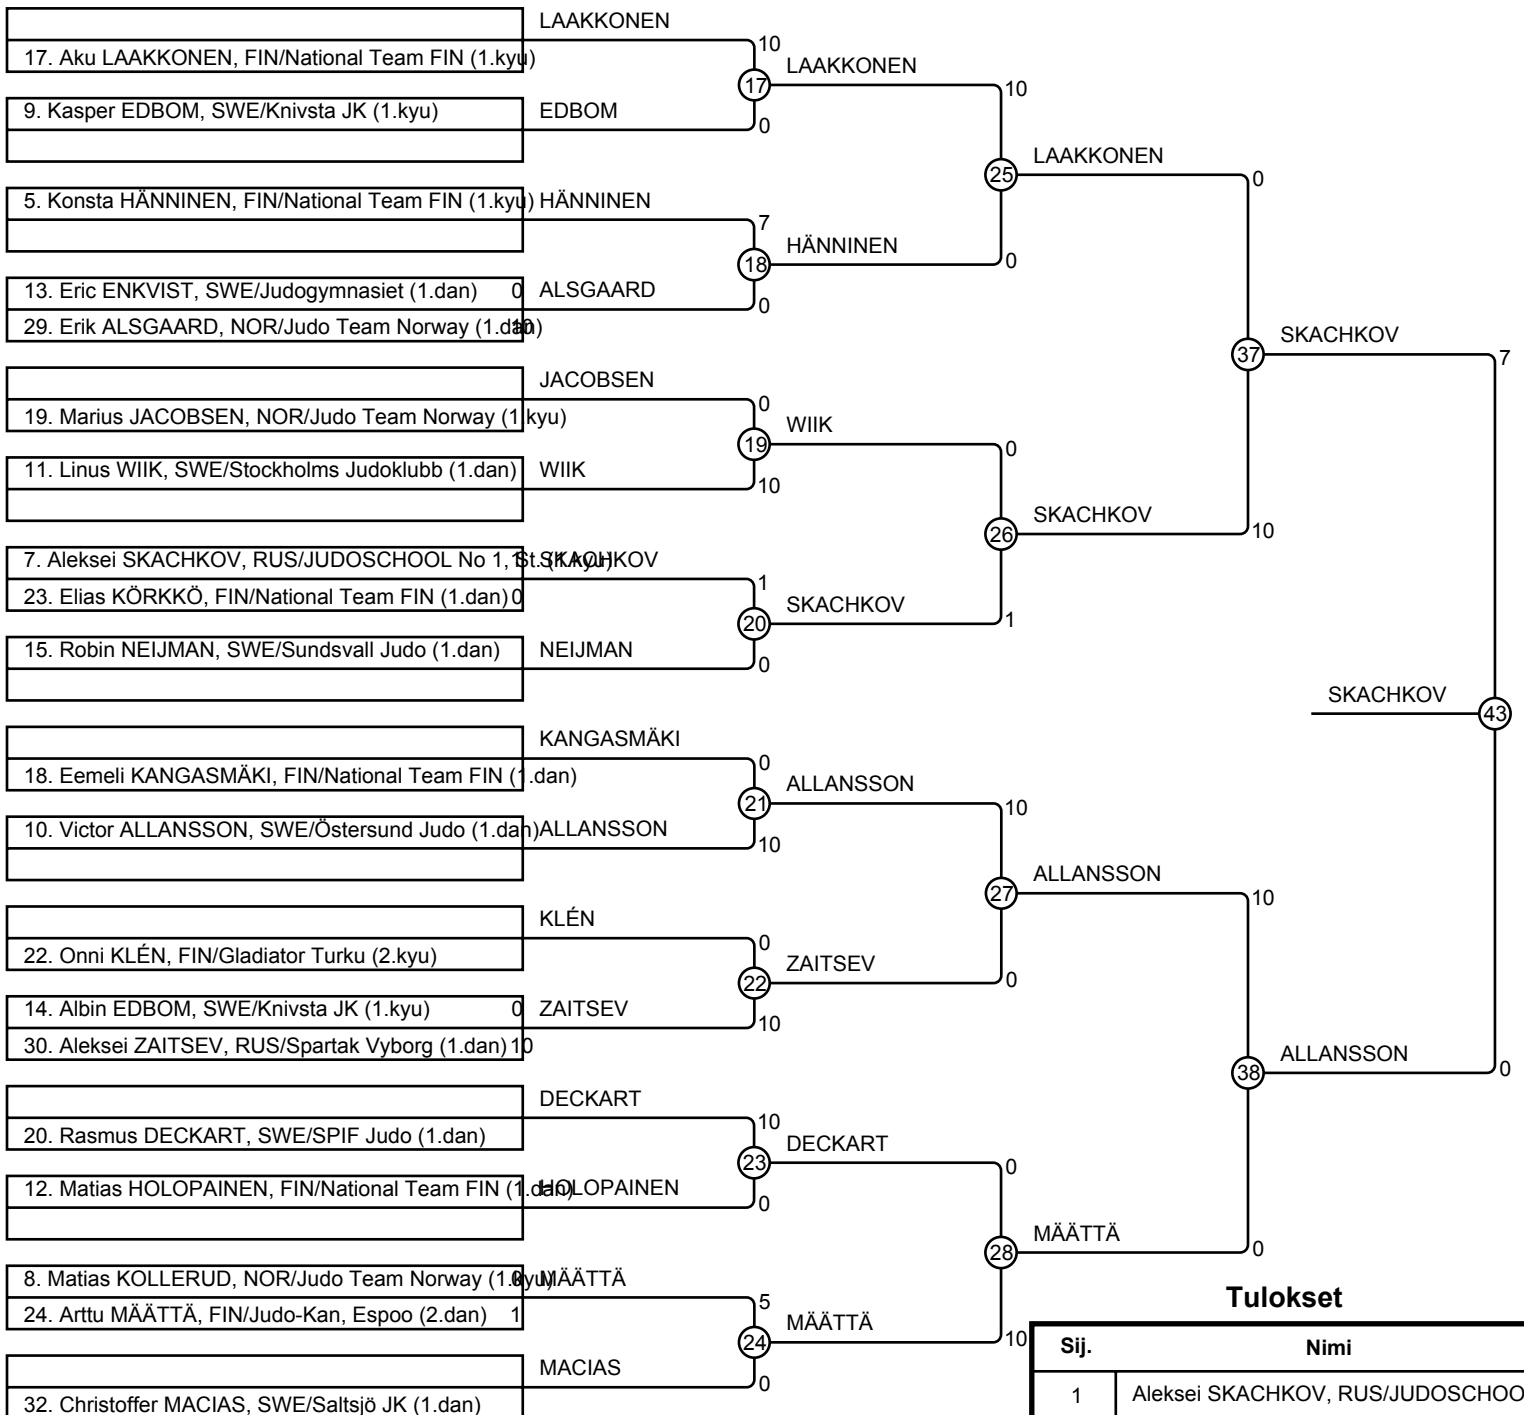 LAAKKONEN
17. Aku LAAKKONEN, FIN/National Team FIN (1.kyu)
10
17
LAAKKONEN
9. Kasper EDBOM, SWE/Knivsta JK (1.kyu)
EDBOM
0
10
25
LAAKKONEN
5. Konsta HÄNNINEN, FIN/National Team FIN (1.kyu)
HÄNNINEN
7
18
HÄNNINEN
0
0
13. Eric ENKVIST, SWE/Judogymnasiet (1.dan) 0
ALSGAARD
29. Erik ALSGAARD, NOR/Judo Team Norway (1.dan) 10
0
37
SKACHKOV
7
JACOBSEN
19. Marius JACOBSEN, NOR/Judo Team Norway (1.kyu)
0
19
WIIK
11. Linus WIIK, SWE/Stockholms Judoklubb (1.dan)
WIIK
10
0
26
SKACHKOV
10
7. Aleksei SKACHKOV, RUS/JUDOSCHOOL No 1, St. (1.kyu) 1
SKACHKOV
23. Elias KÖRKKÖ, FIN/National Team FIN (1.dan) 0
1
20
SKACHKOV
1
15. Robin NEIJMAN, SWE/Sundsvall Judo (1.dan)
NEIJMAN
0
SKACHKOV
43
KANGASMÄKI
18. Eemeli KANGASMÄKI, FIN/National Team FIN (1.dan)
0
21
ALLANSSON
10. Victor ALLANSSON, SWE/Östersund Judo (1.dan)
ALLANSSON
10
10
27
ALLANSSON
10
KLÉN
22. Onni KLÉN, FIN/Gladiator Turku (2.kyu)
0
22
ZAITSEV
0
14. Albin EDBOM, SWE/Knivsta JK (1.kyu) 0
ZAITSEV
30. Aleksei ZAITSEV, RUS/Spartak Vyborg (1.dan) 10
10
38
ALLANSSON
0
DECKART
20. Rasmus DECKART, SWE/SPIF Judo (1.dan)
10
23
DECKART
12. Matias HOLOPAINEN, FIN/National Team FIN (1.dan)
HOLOPAINEN
0
0
28
MÄÄTTÄ
0
8. Matias KOLLERUD, NOR/Judo Team Norway (1.kyu) 0
MÄÄTTÄ
24. Arttu MÄÄTTÄ, FIN/Judo-Kan, Espoo (2.dan) 1
5
24
MÄÄTTÄ
10
MACIAS
32. Christoffer MACIAS, SWE/Saltsjö JK (1.dan)
0
Tulokset
Sij. Nimi
1 Aleksei SKACHKOV, RUS/JUDOSCHOO